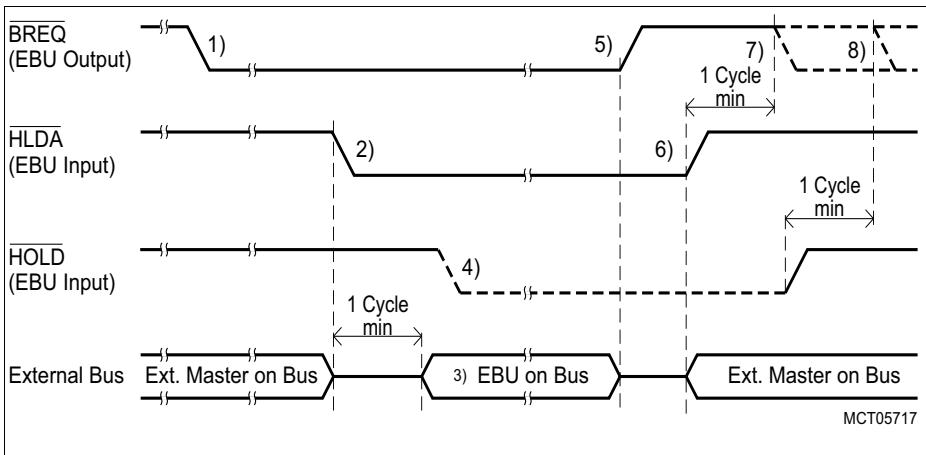 BREQ
(EBU Output)
1)
5)
7)
8)
1 Cycle
min
HLDA
(EBU Input)
2)
6)
1 Cycle
min
HOLD
(EBU Input)
4)
1 Cycle
min
External Bus
Ext. Master on Bus
3) EBU on Bus
Ext. Master on Bus
MCT05717